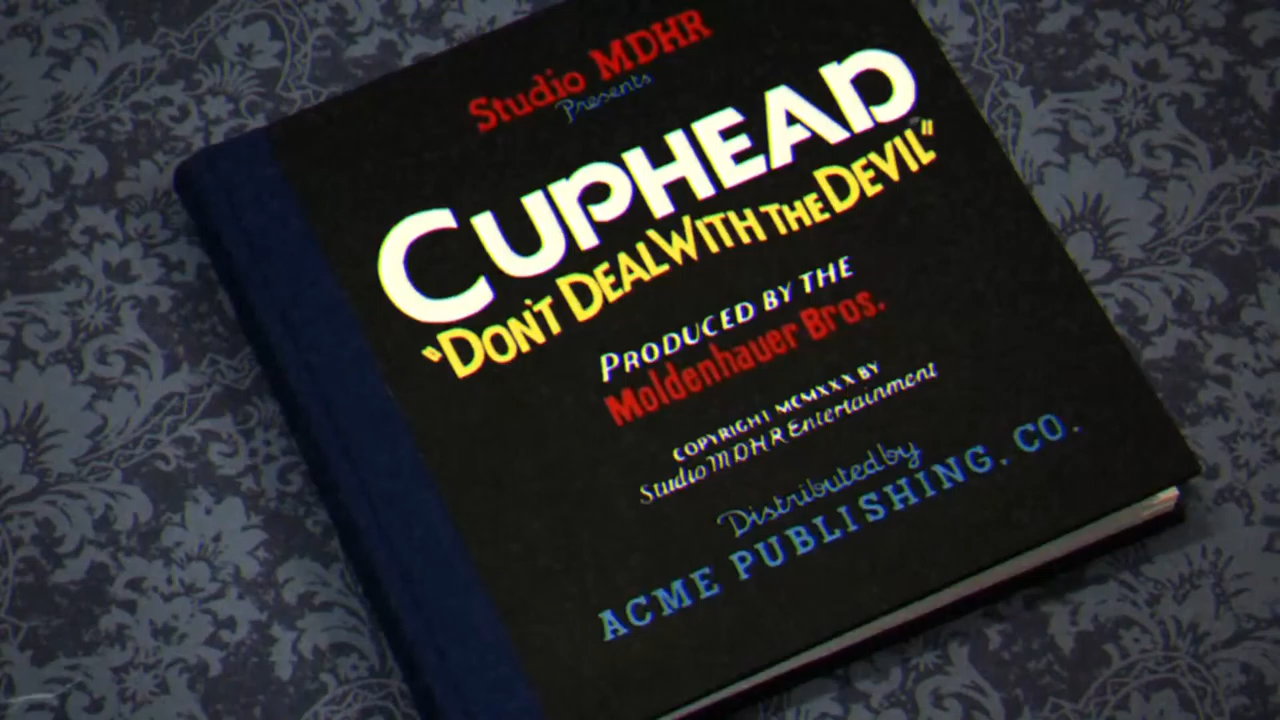 Studio MDHR
Presents
CUPHEAD
"DON'T DEAL WITH THE DEVIL"
PRODUCED BY THE
Moldenhauer Bros.
COPYRIGHT MCMXXX BY
Studio MDHR Entertainment
Distributed by
ACME PUBLISHING. CO.